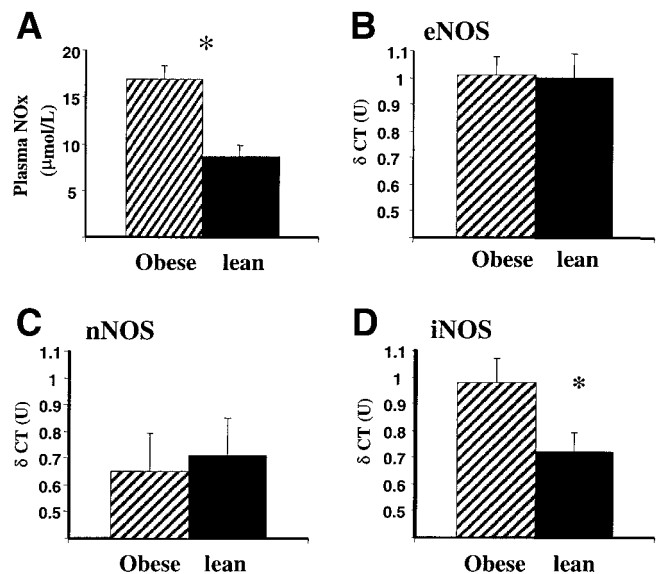 A
*
Plasma NOx
(μmol/L)
20
15
10
5
Obese lean
B
eNOS
δ CT (U)
1.1
1
0.9
0.8
0.7
0.6
0.5
Obese lean
C
nNOS
δ CT (U)
1.1
1
0.9
0.8
0.7
0.6
0.5
Obese lean
D
iNOS
*
δ CT (U)
1.1
1
0.9
0.8
0.7
0.6
0.5
Obese lean